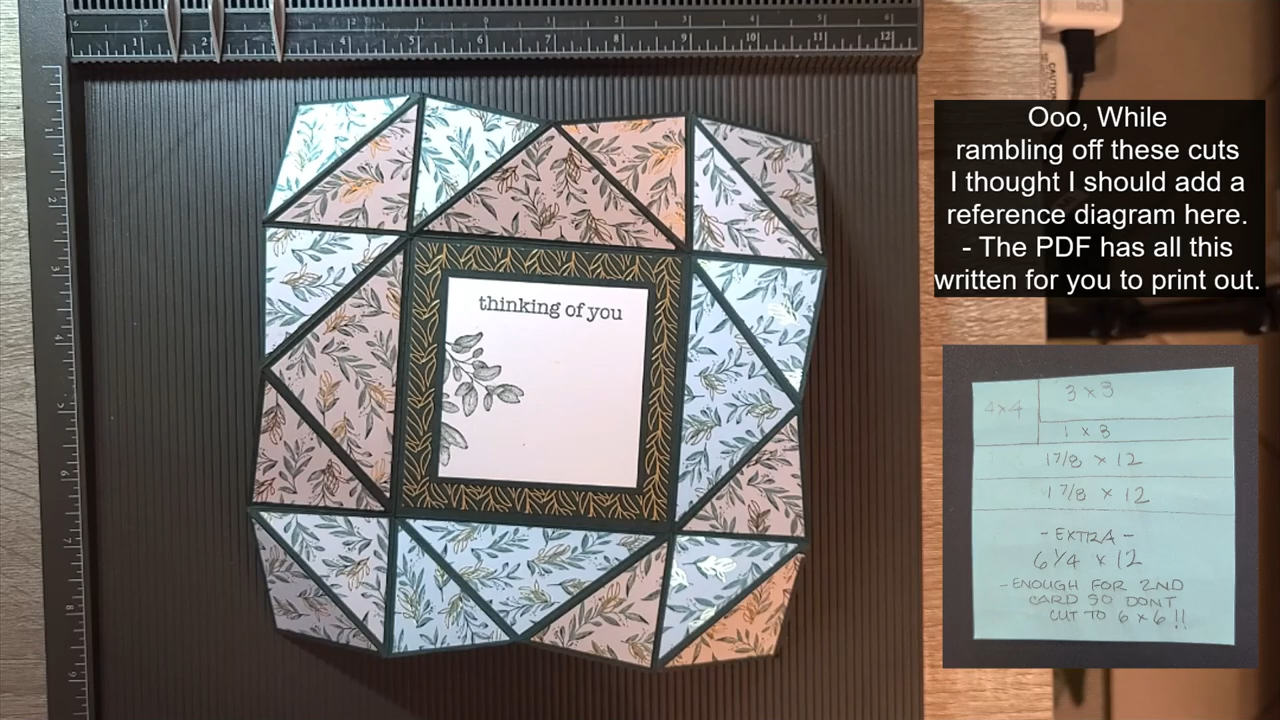 Ooo, While
rambling off these cuts
I thought I should add a
reference diagram here.
- The PDF has all this
written for you to print out.
thinking of you
4x4
3 x 8
1 x 8
1 7/8 x 12
1 7/8 x 12
- EXTRA -
6 1/4 x 12
- ENOUGH FOR 2ND
CARD SO DONT
CUT TO 6 x 6!!